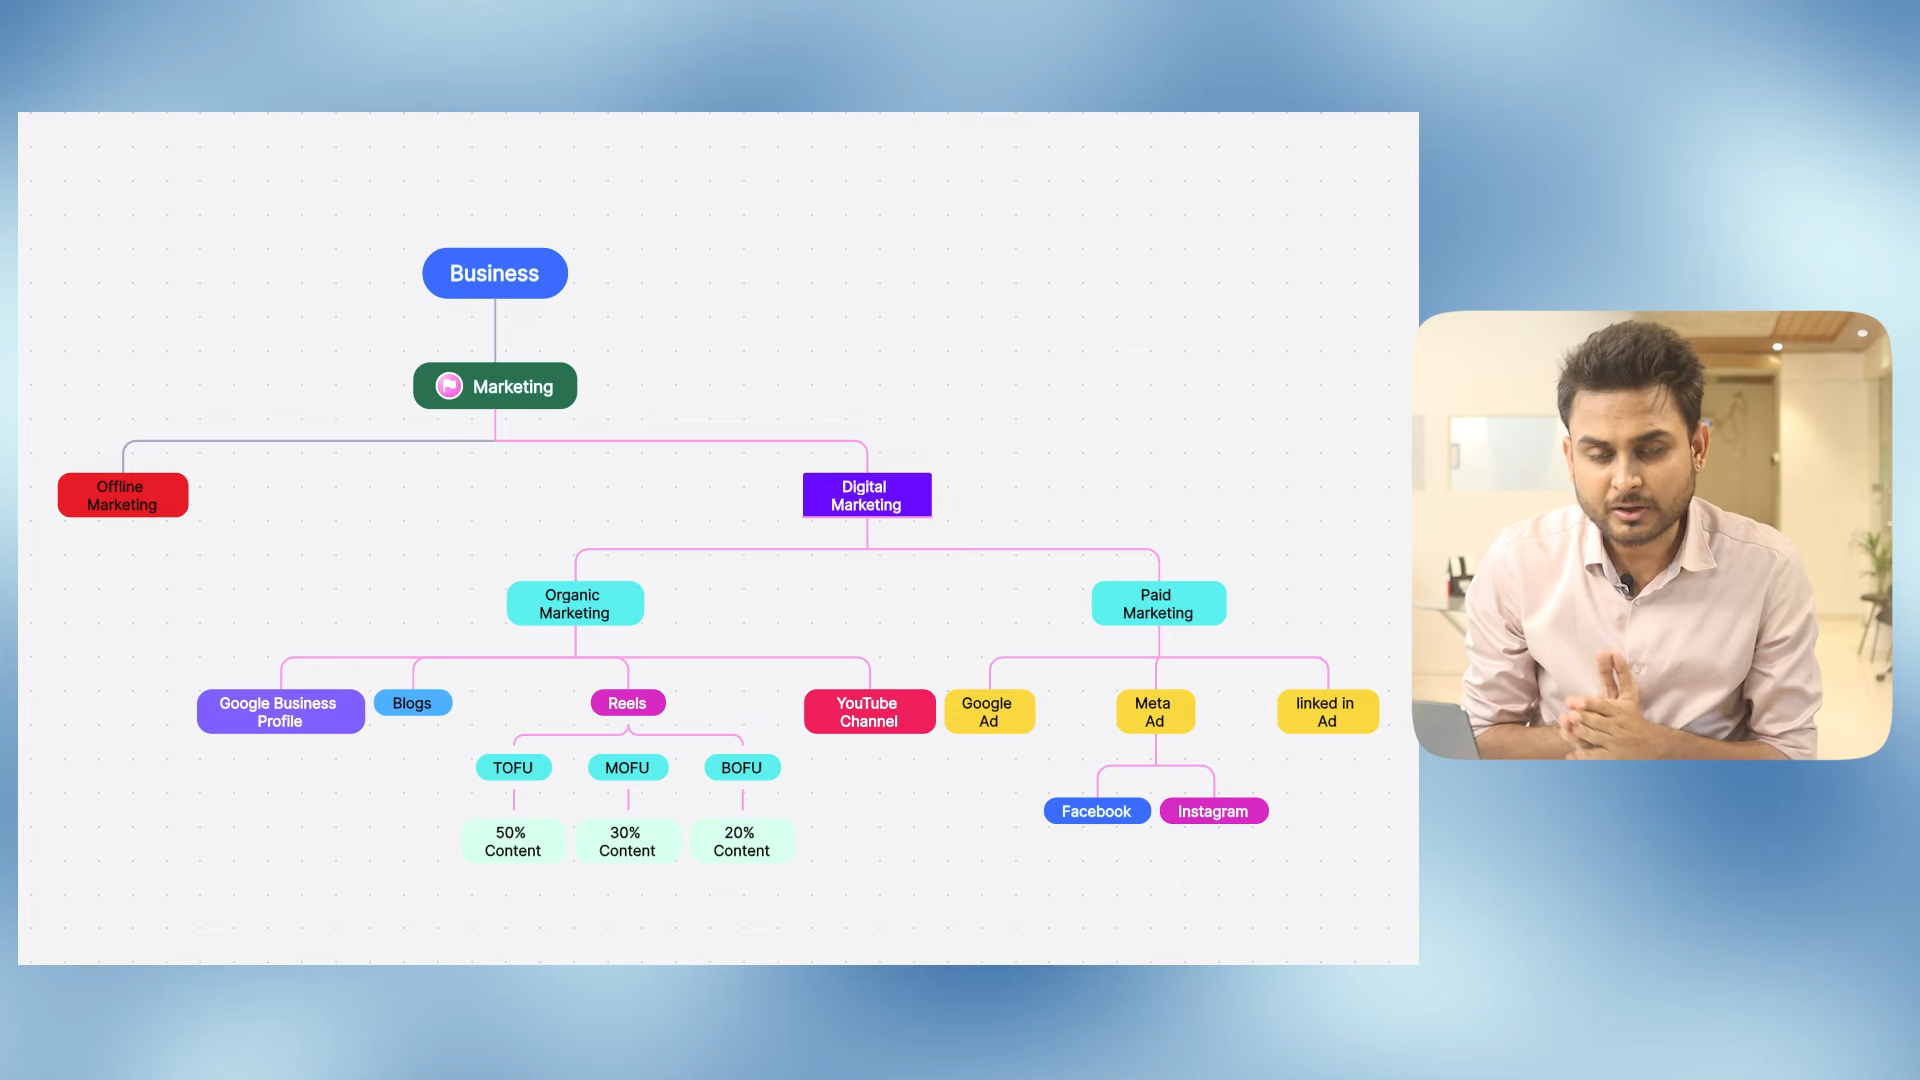 Business
Marketing
Offline
Marketing
Digital
Marketing
Organic
Marketing
Paid
Marketing
Google Business
Profile
Blogs
Reels
YouTube
Channel
Google
Ad
Meta
Ad
linked in
Ad
TOFU
MOFU
BOFU
Facebook
Instagram
50%
Content
30%
Content
20%
Content